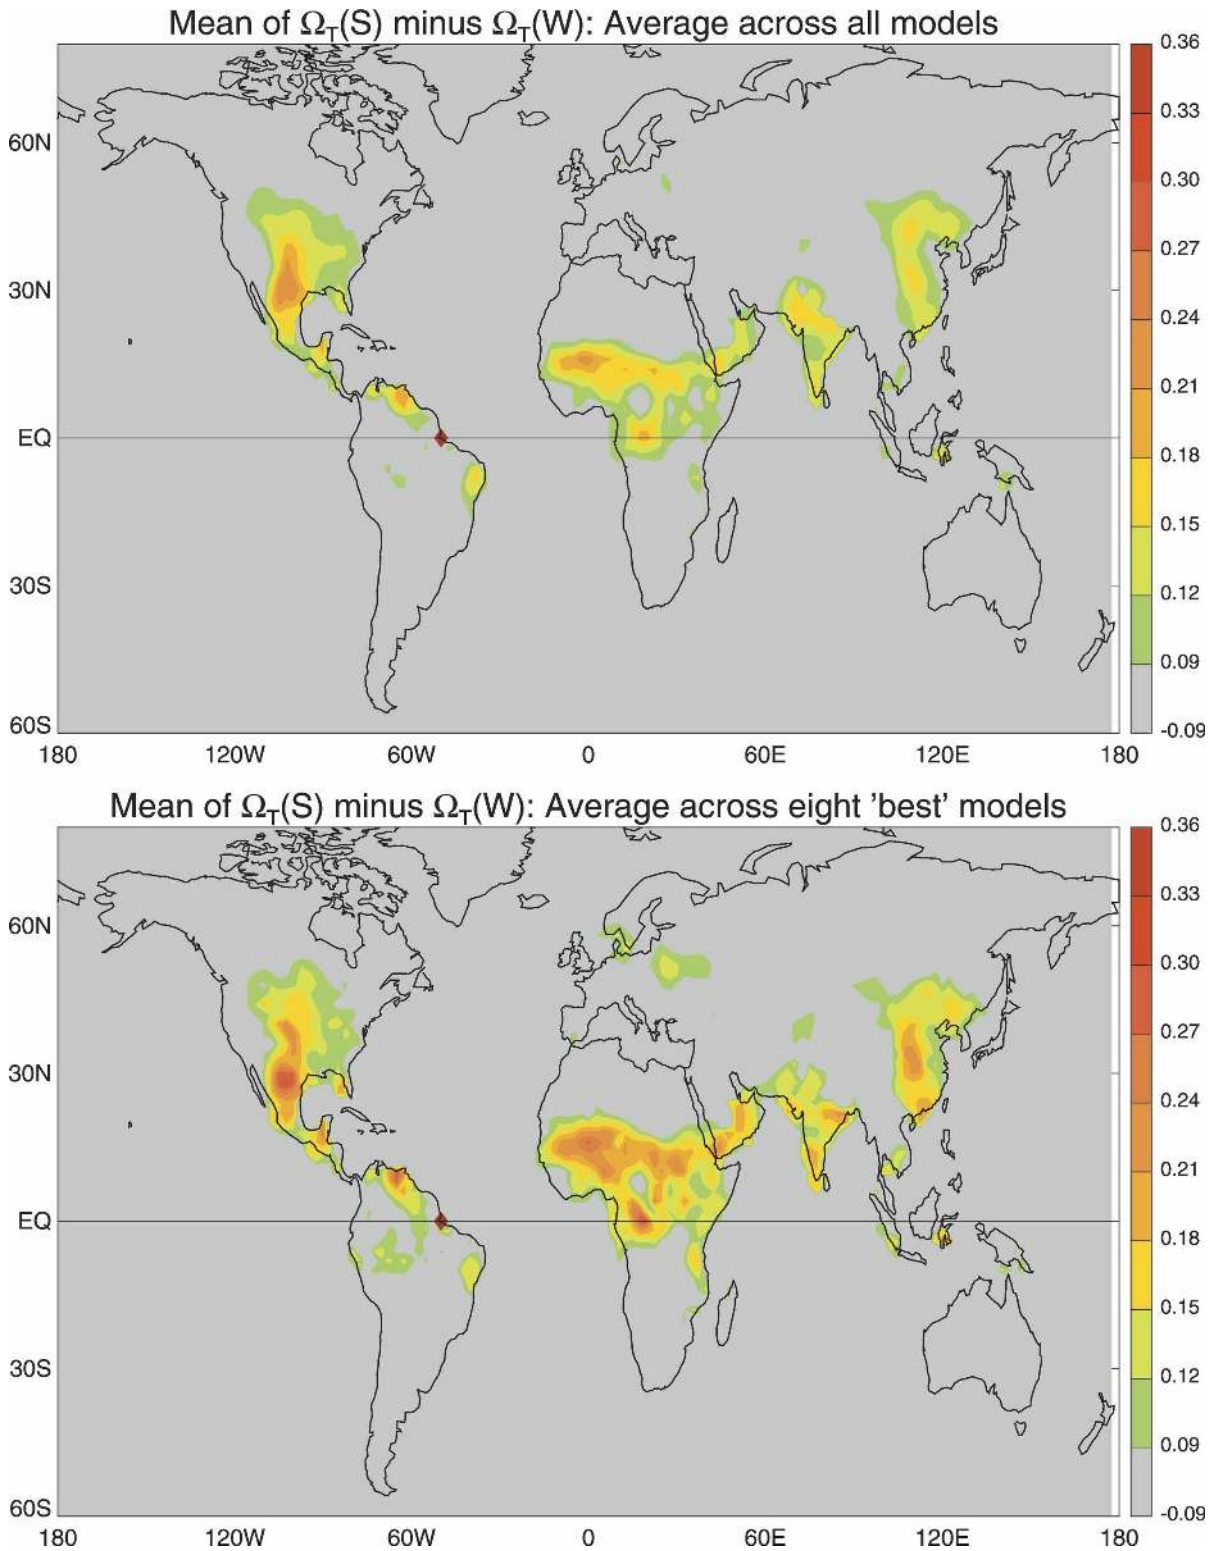 Mean of Ω_T(S) minus Ω_T(W): Average across all models
0.36
0.33
60N
0.30
0.27
30N
0.24
0.21
EQ
0.18
0.15
30S
0.12
0.09
60S
-0.09
180 120W 60W 0 60E 120E 180
Mean of Ω_T(S) minus Ω_T(W): Average across eight 'best' models
0.36
0.33
60N
0.30
0.27
30N
0.24
0.21
EQ
0.18
0.15
30S
0.12
0.09
60S
-0.09
180 120W 60W 0 60E 120E 180